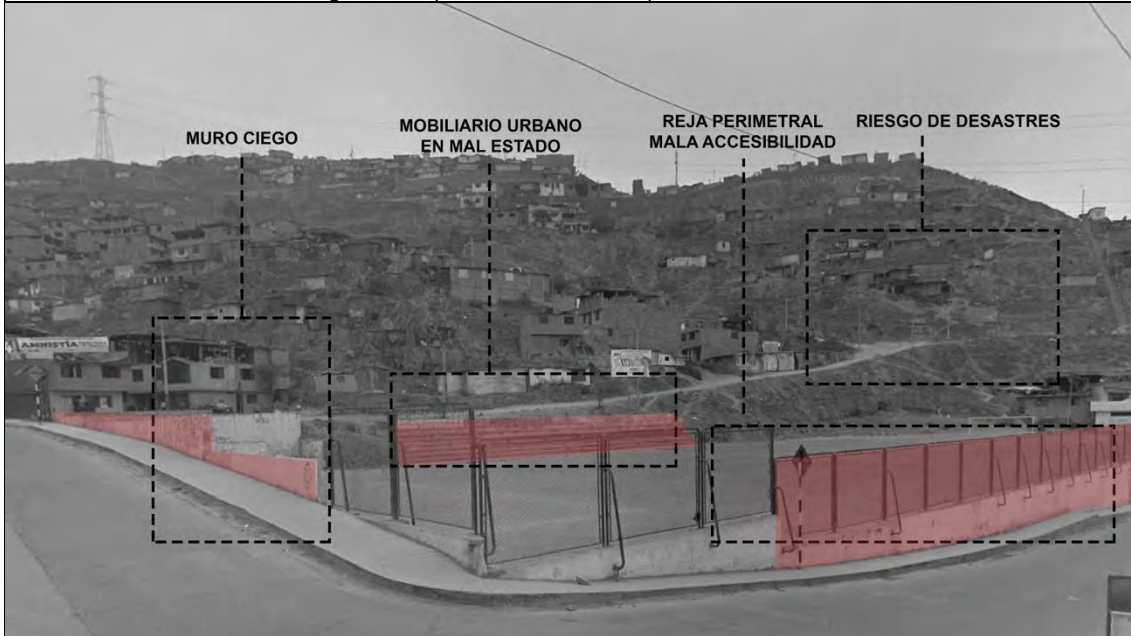 MURO CIEGO
MOBILIARIO URBANO
EN MAL ESTADO
REJA PERIMETRAL
MALA ACCESIBILIDAD
RIESGO DE DESASTRES
AMNISTÍA